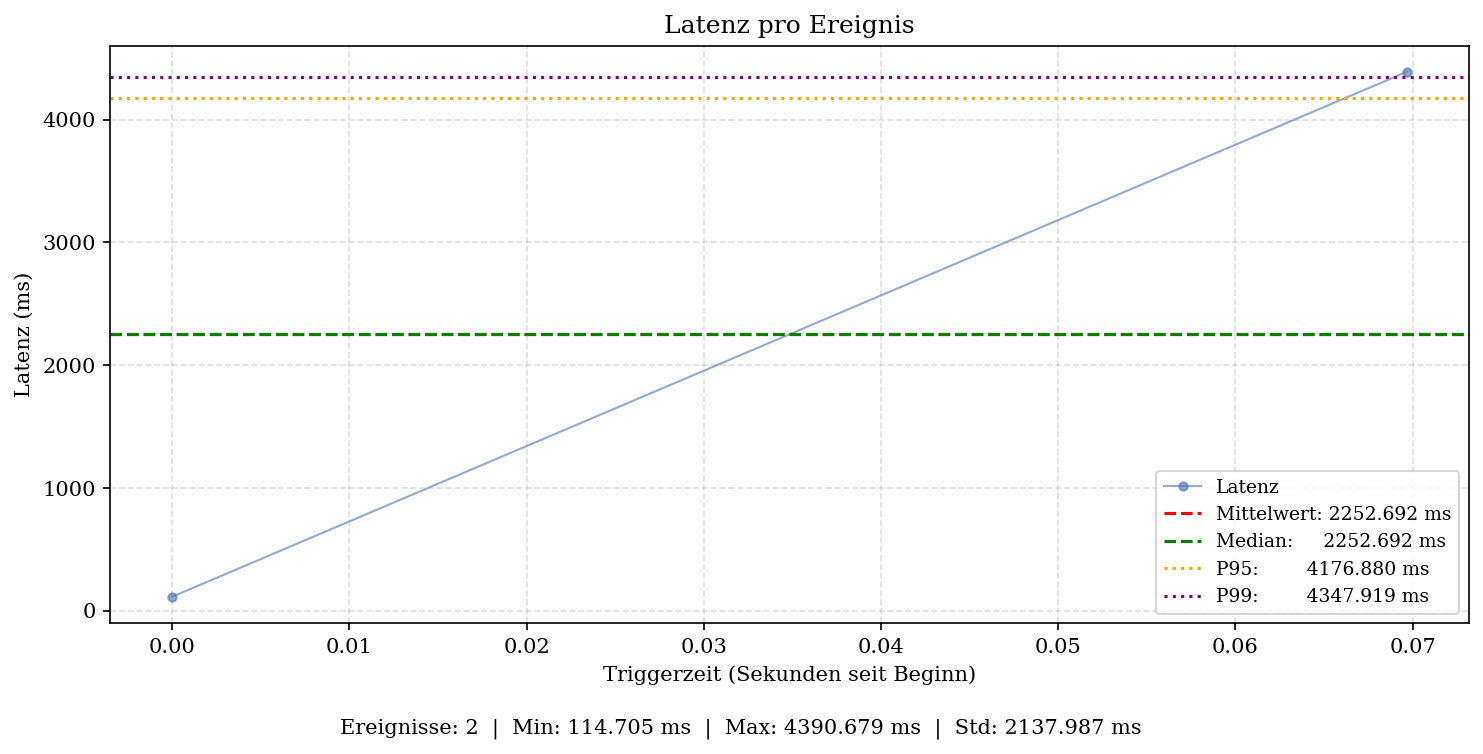 Latenz pro Ereignis
Latenz (ms)
4000
3000
2000
1000
0
0.00 0.01 0.02 0.03 0.04 0.05 0.06 0.07
Triggerzeit (Sekunden seit Beginn)
Latenz
Mittelwert: 2252.692 ms
Median: 2252.692 ms
P95: 4176.880 ms
P99: 4347.919 ms
Ereignisse: 2 | Min: 114.705 ms | Max: 4390.679 ms | Std: 2137.987 ms